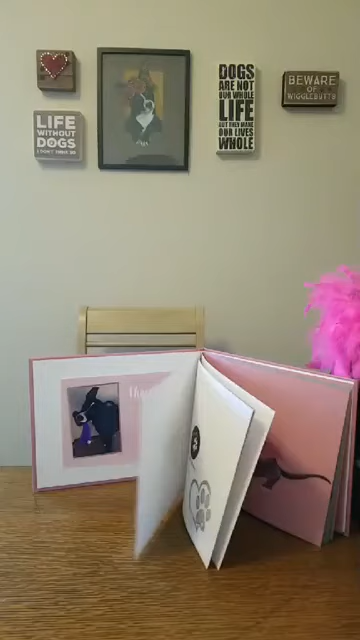 LIFE
WITHOUT
DOGS
I DON'T THINK SO
DOGS
ARE NOT
OUR WHOLE
LIFE
BUT THEY MAKE
OUR LIVES
WHOLE
BEWARE
OF
WIGGLEBUTTS